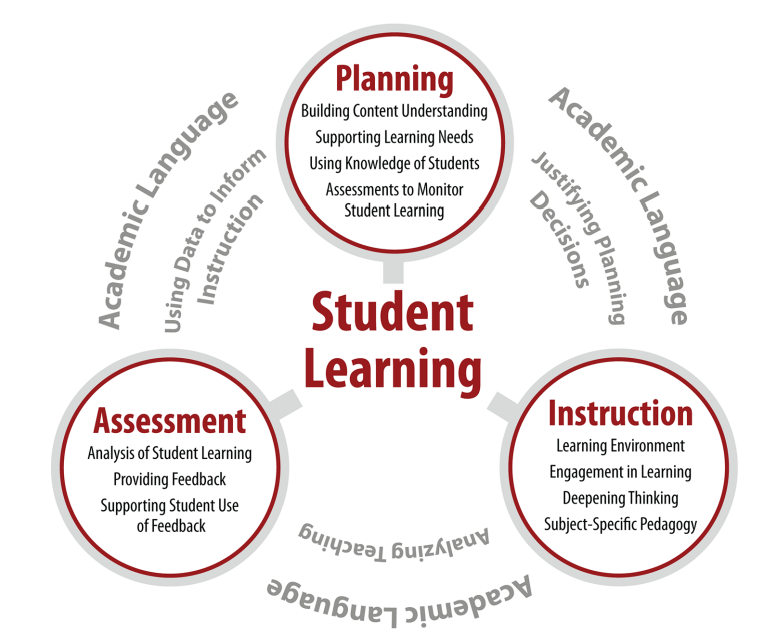 Planning
Building Content Understanding
Supporting Learning Needs
Using Knowledge of Students
Assessments to Monitor
Student Learning
Academic Language
Using Data to Inform
Instruction
Academic Language
Justifying Planning
Decisions
Student
Learning
Assessment
Analysis of Student Learning
Providing Feedback
Supporting Student Use
of Feedback
Instruction
Learning Environment
Engagement in Learning
Deepening Thinking
Subject-Specific Pedagogy
Analyzing Teaching
Academic Language